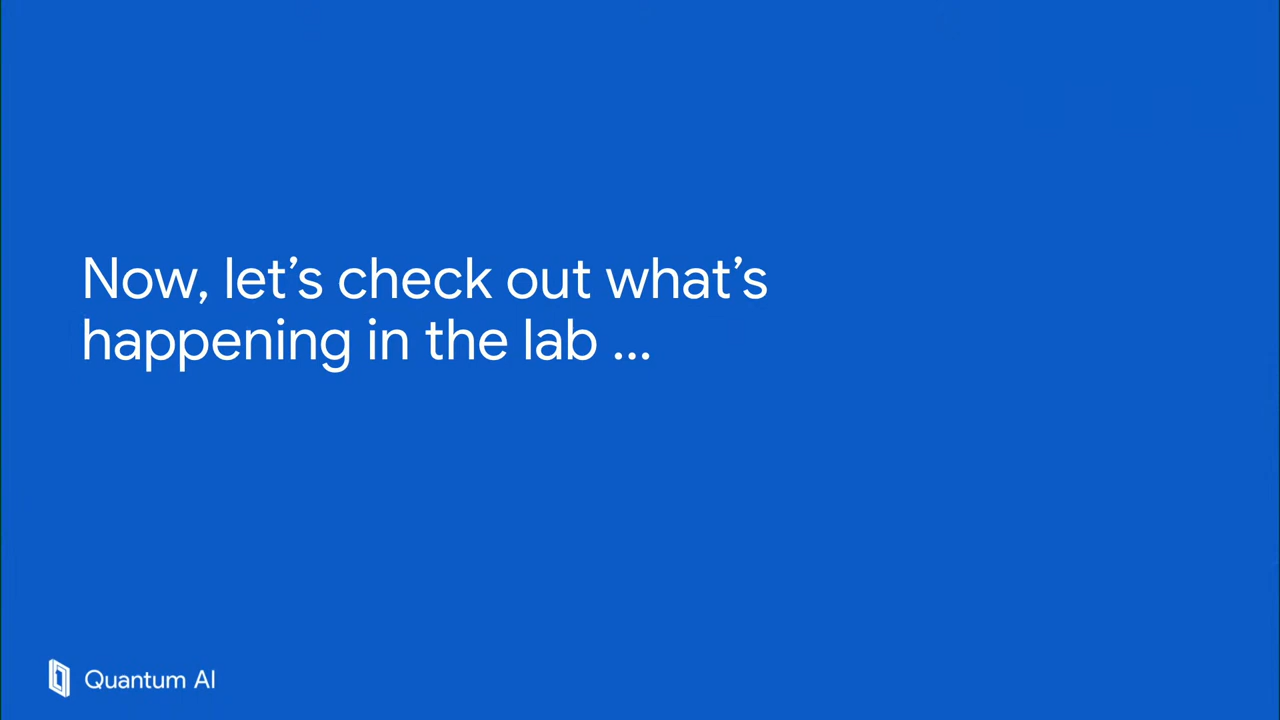 Now, let’s check out what’s
happening in the lab ...
Quantum AI